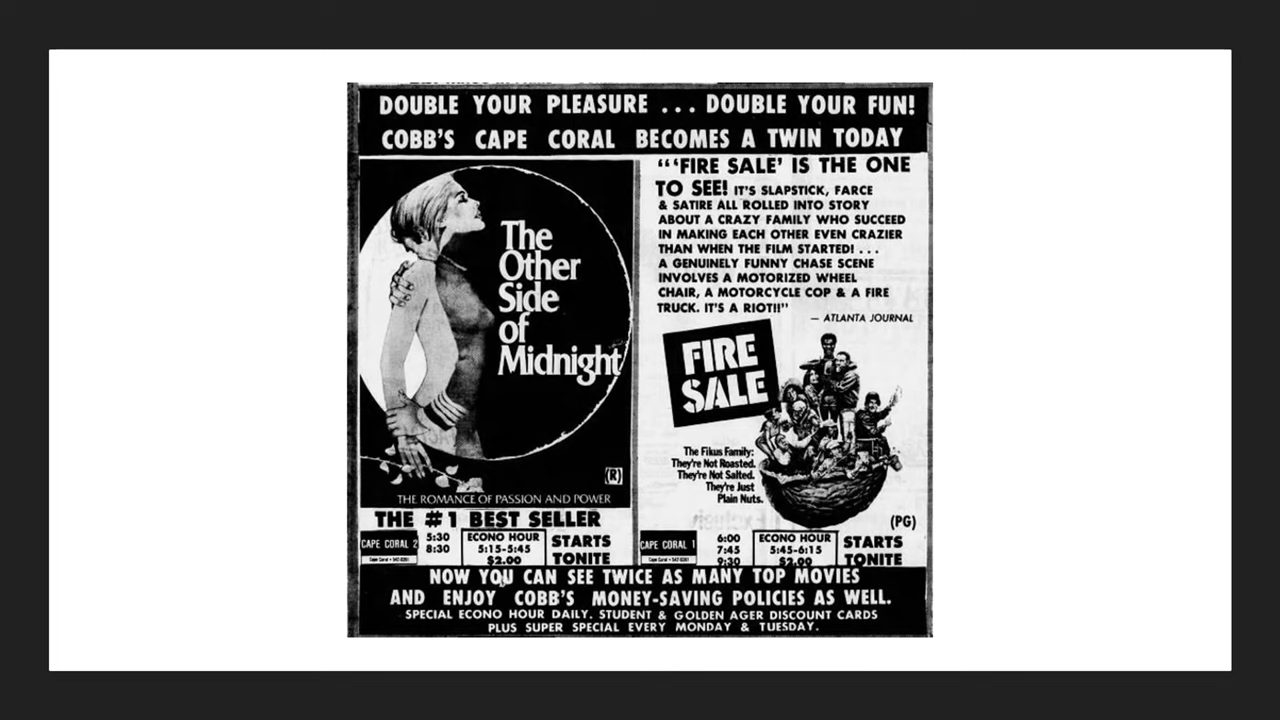 DOUBLE YOUR PLEASURE ... DOUBLE YOUR FUN!
COBB'S CAPE CORAL BECOMES A TWIN TODAY
The
Other
Side
of
Midnight
(R)
THE ROMANCE OF PASSION AND POWER
THE #1 BEST SELLER
CAPE CORAL 2
5:30
8:30
ECONO HOUR
5:15-5:45
$2.00
STARTS
TONITE
"'FIRE SALE' IS THE ONE
TO SEE! IT'S SLAPSTICK, FARCE
& SATIRE ALL ROLLED INTO STORY
ABOUT A CRAZY FAMILY WHO SUCCEED
IN MAKING EACH OTHER EVEN CRAZIER
THAN WHEN THE FILM STARTED! ...
A GENUINELY FUNNY CHASE SCENE
INVOLVES A MOTORIZED WHEEL
CHAIR, A MOTORCYCLE COP & A FIRE
TRUCK. IT'S A RIOT!!"
— ATLANTA JOURNAL
FIRE
SALE
The Fikus Family:
They're Not Roasted.
They're Not Salted.
They're Just
Plain Nuts.
(PG)
CAPE CORAL 1
6:00
7:45
9:30
ECONO HOUR
5:45-6:15
$2.00
STARTS
TONITE
NOW YOU CAN SEE TWICE AS MANY TOP MOVIES
AND ENJOY COBB'S MONEY-SAVING POLICIES AS WELL.
SPECIAL ECONO HOUR DAILY. STUDENT & GOLDEN AGER DISCOUNT CARDS
PLUS SUPER SPECIAL EVERY MONDAY & TUESDAY.